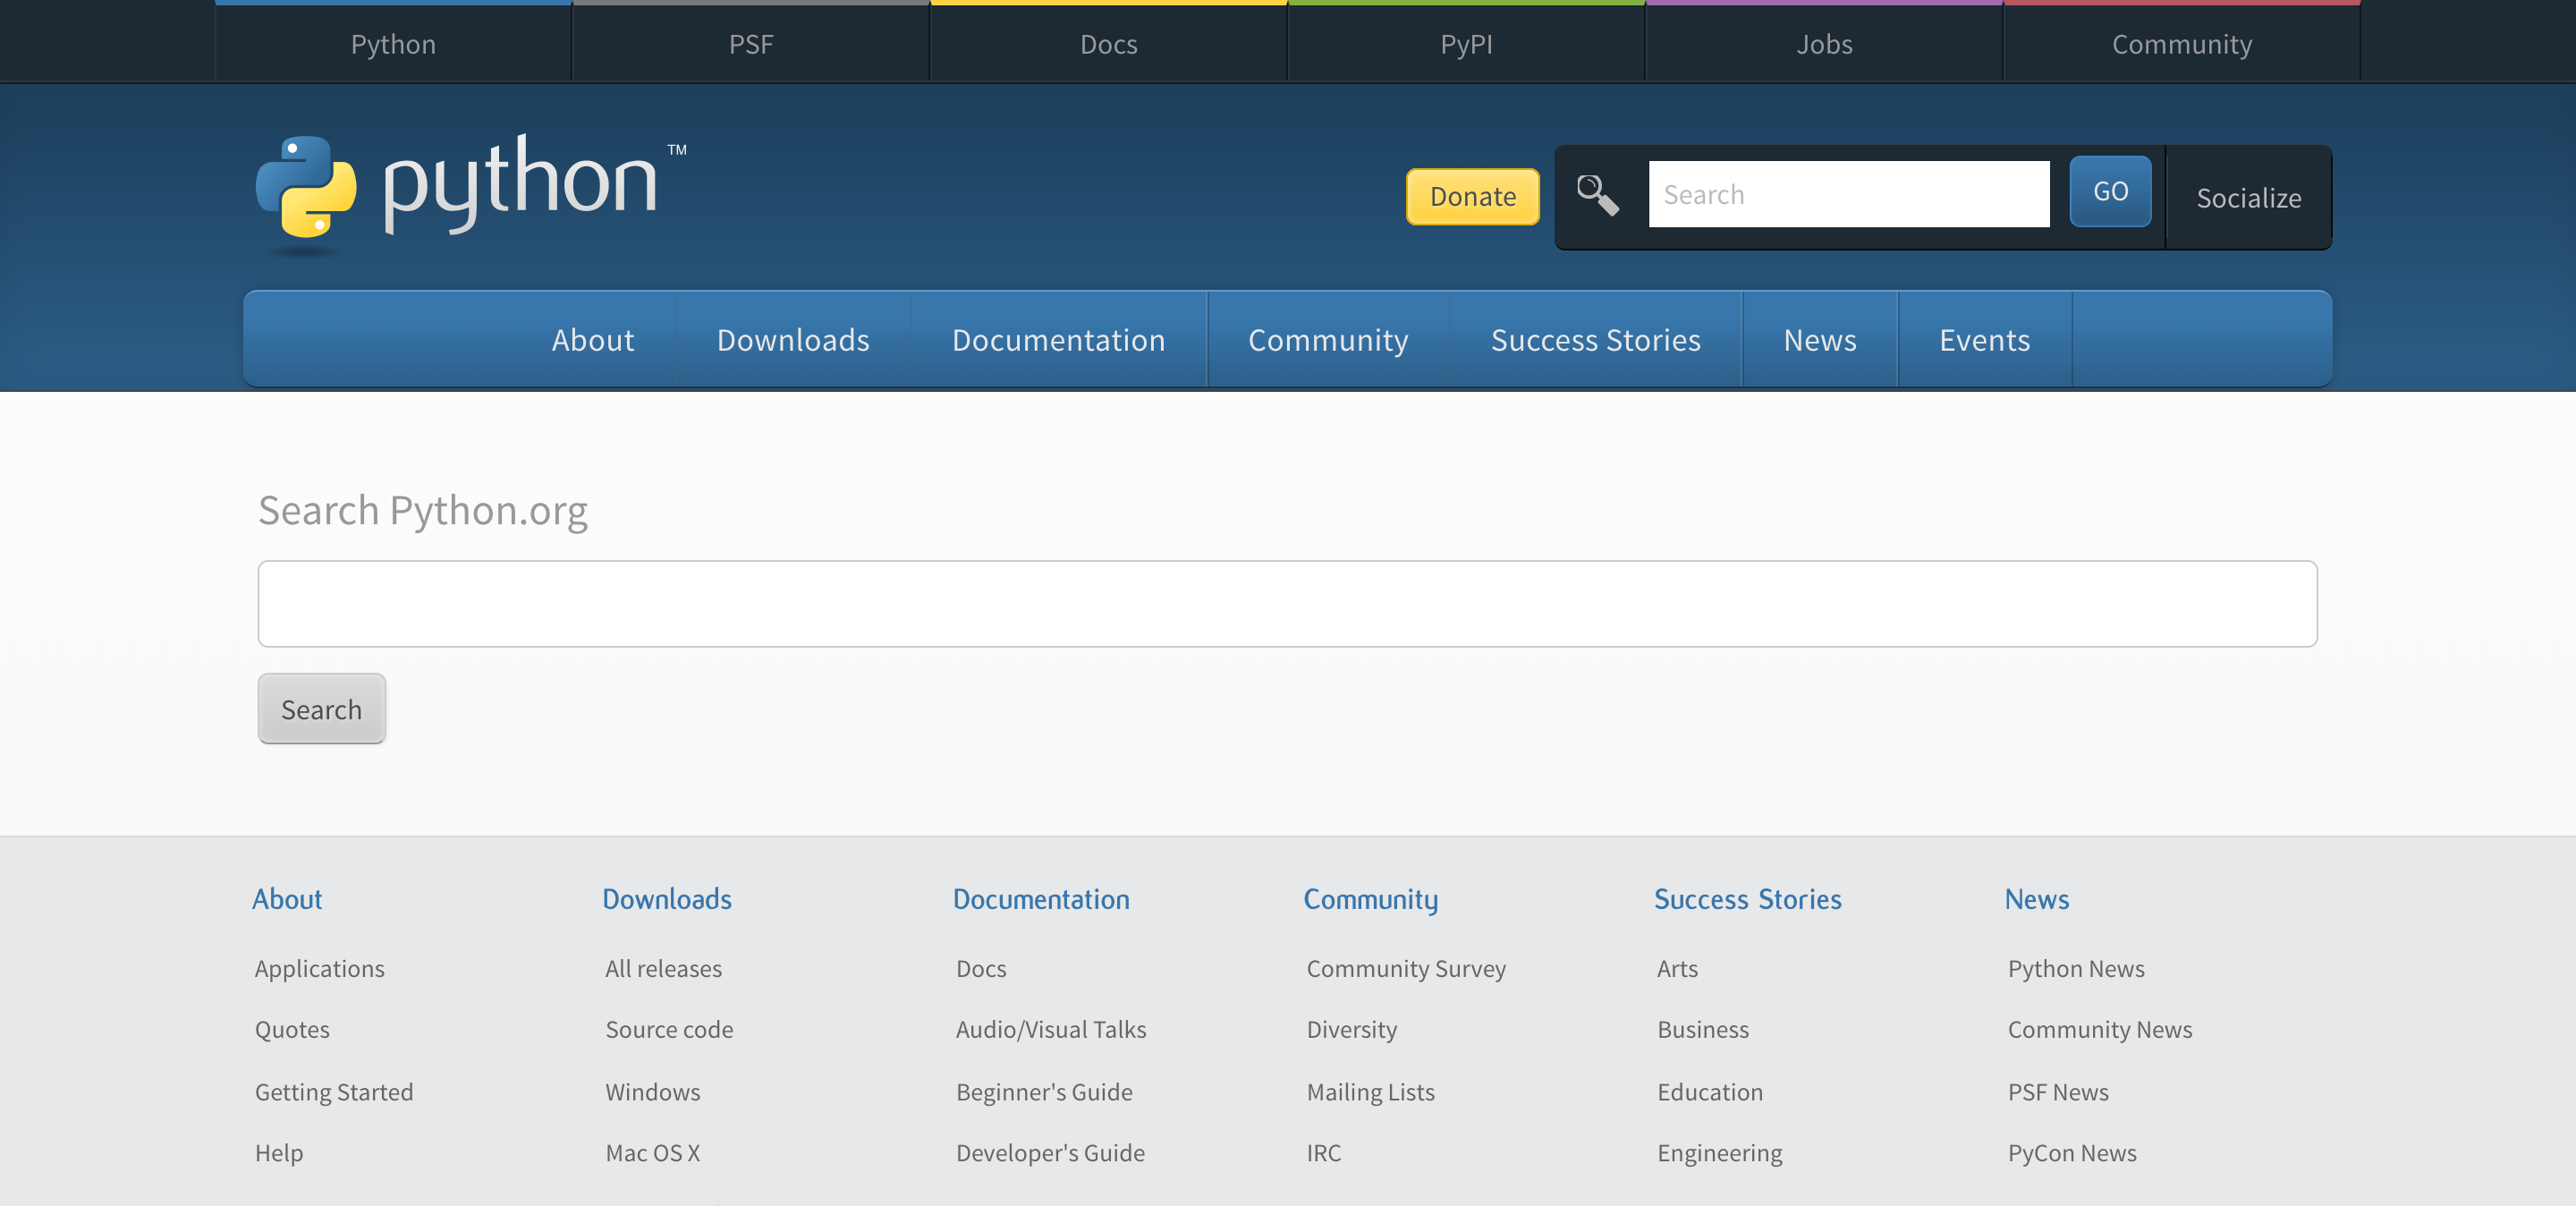 Python PSF Docs PyPI Jobs Community
python™
Donate Search GO Socialize
About Downloads Documentation Community Success Stories News Events
Search Python.org
Search
About Downloads Documentation Community Success Stories News
Applications All releases Docs Community Survey Arts Python News
Quotes Source code Audio/Visual Talks Diversity Business Community News
Getting Started Windows Beginner's Guide Mailing Lists Education PSF News
Help Mac OS X Developer's Guide IRC Engineering PyCon News